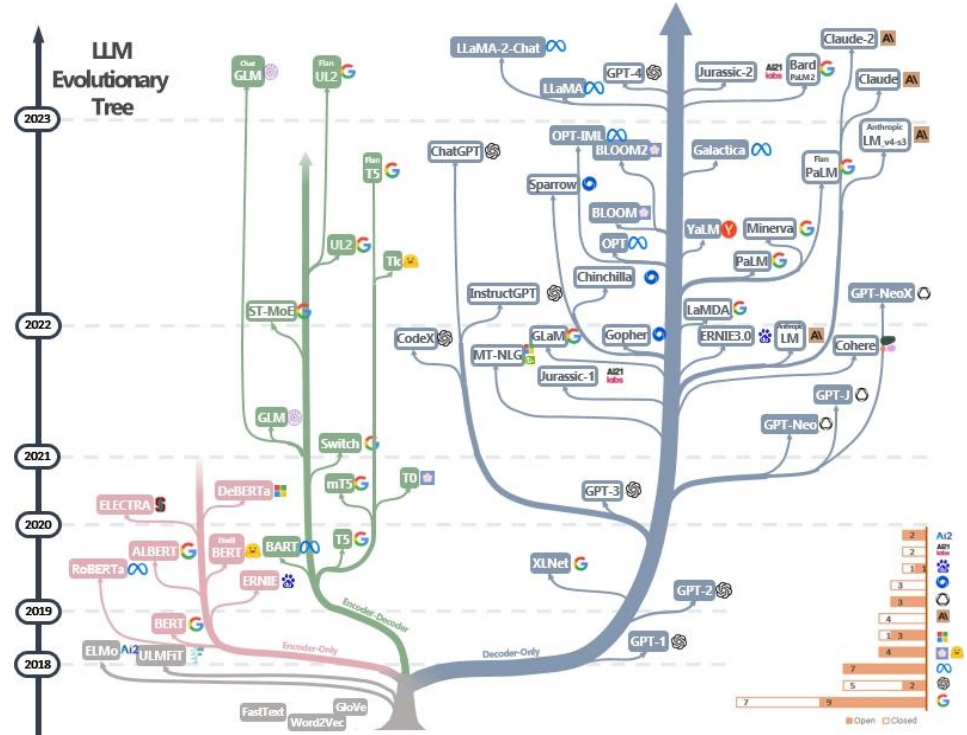 LLM
Evolutionary
Tree
2023
2022
2021
2020
2019
2018
LLaMA-2-Chat
LLaMA
GPT-4
Jurassic-2
AI21
labs
Bard
PaLM 2
Claude-2
A\
Claude
A\
Chat
GLM
Flan
UL2
ChatGPT
OPT-IML
BLOOM2
Galactica
Anthropic
LM_v4-s3
A\
Flan
T5
Flan
PaLM
Sparrow
BLOOM
YaLM
Y
Minerva
UL2
OPT
PaLM
Tk
Chinchilla
InstructGPT
GPT-NeoX
ST-MoE
LaMDA
CodeX
GLaM
Gopher
ERNIE3.0
Anthropic
LM
A\
Cohere
MT-NLG
Jurassic-1
AI21
labs
GPT-J
GLM
GPT-Neo
Switch
mT5
T0
GPT-3
DeBERTa
ELECTRA
S
T5
BART
ALBERT
Distill
BERT
RoBERTa
ERNIE
XLNet
GPT-2
BERT
GPT-1
ELMo
Ai2
ULMFiT
Encoder-Only
Encoder-Decoder
Decoder-Only
FastText
Word2Vec
GloVe
2
Ai2
2
AI21
labs
1 1
3
3
4
A\
1 3
4
7
5 2
7 9
Open
Closed